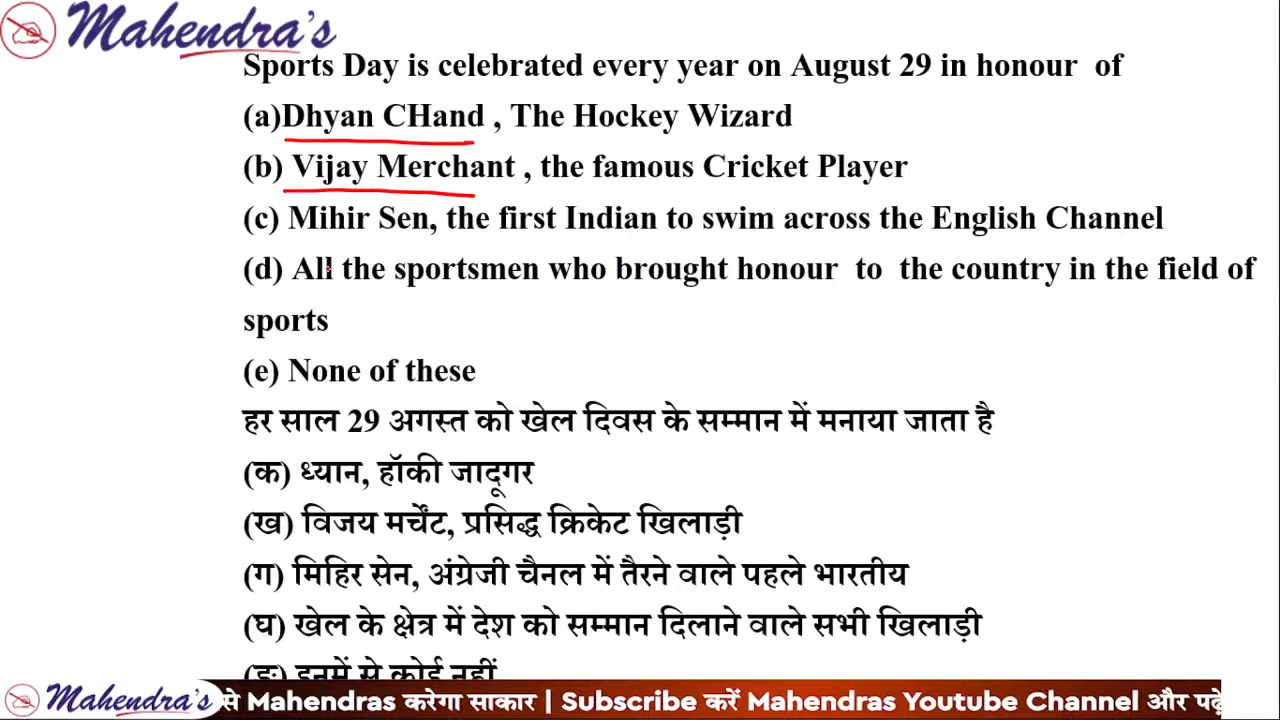 Mahendra's
Sports Day is celebrated every year on August 29 in honour of
(a)Dhyan CHand , The Hockey Wizard
(b) Vijay Merchant , the famous Cricket Player
(c) Mihir Sen, the first Indian to swim across the English Channel
(d) All the sportsmen who brought honour to the country in the field of
sports
(e) None of these
हर साल 29 अगस्त को खेल दिवस के सम्मान में मनाया जाता है
(क) ध्यान, हॉकी जादूगर
(ख) विजय मर्चेंट, प्रसिद्ध क्रिकेट खिलाड़ी
(ग) मिहिर सेन, अंग्रेजी चैनल में तैरने वाले पहले भारतीय
(घ) खेल के क्षेत्र में देश को सम्मान दिलाने वाले सभी खिलाड़ी
(ङ) इनमें से कोई नहीं
Mahendra's से Mahendras करेगा साकार | Subscribe करें Mahendras Youtube Channel और पढ़े